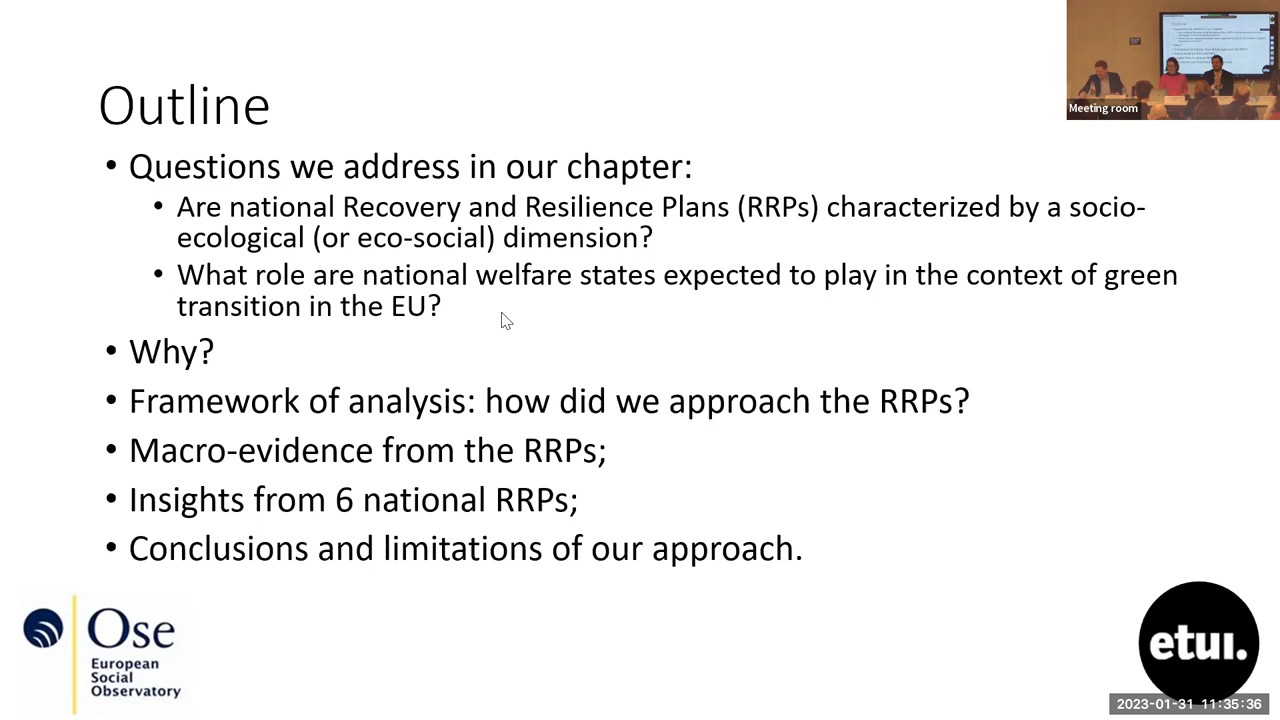 Outline
• Questions we address in our chapter:
• Are national Recovery and Resilience Plans (RRPs) characterized by a socio-
ecological (or eco-social) dimension?
• What role are national welfare states expected to play in the context of green
transition in the EU?
• Why?
• Framework of analysis: how did we approach the RRPs?
• Macro-evidence from the RRPs;
• Insights from 6 national RRPs;
• Conclusions and limitations of our approach.
Meeting room
Ose
European
Social
Observatory
etui.
2023-01-31 11:35:36